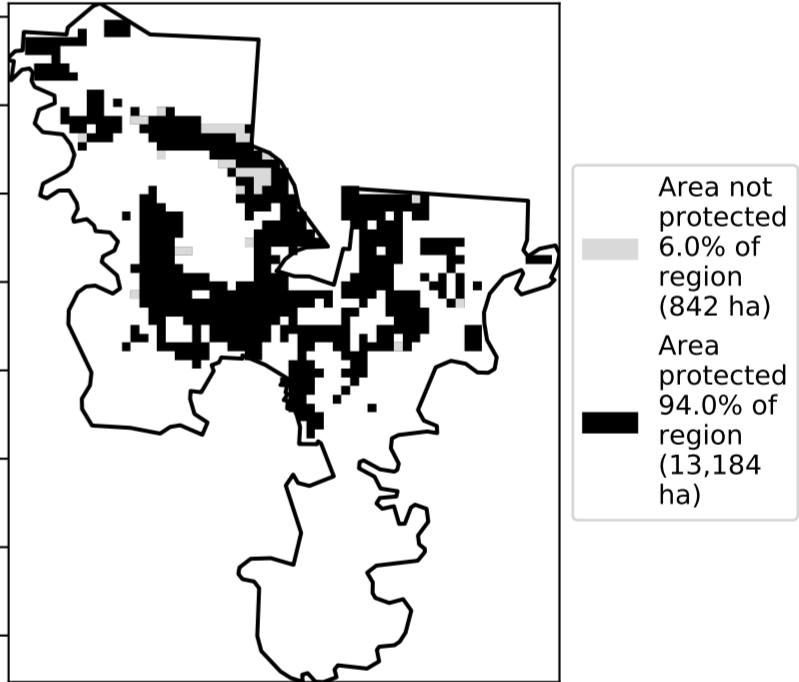 Area not
protected
6.0% of
region
(842 ha)
Area
protected
94.0% of
region
(13,184
ha)